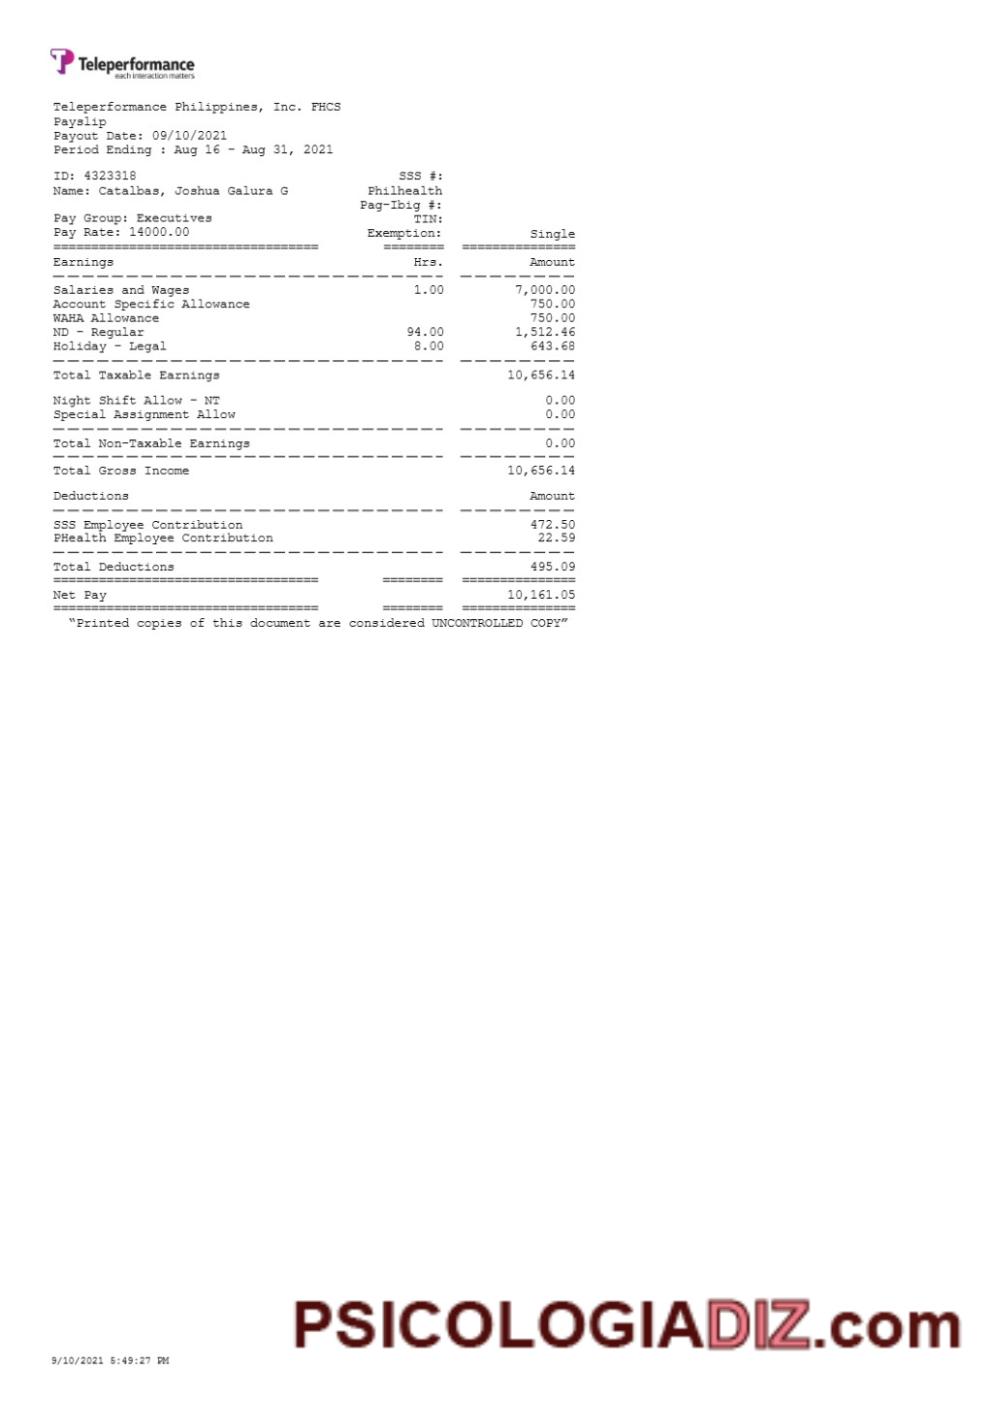 Teleperformance
each interaction matters
Teleperformance Philippines, Inc. FHCS
Payslip
Payout Date: 09/10/2021
Period Ending : Aug 16 - Aug 31, 2021
ID: 4323318 SSS #:
Name: Catalbas, Joshua Galura G Philhealth
Pag-Ibig #:
Pay Group: Executives TIN:
Pay Rate: 14000.00 Exemption: Single
Earnings Hrs. Amount
Salaries and Wages 1.00 7,000.00
Account Specific Allowance 750.00
WAHA Allowance 750.00
ND - Regular 94.00 1,512.46
Holiday - Legal 8.00 643.68
Total Taxable Earnings 10,656.14
Night Shift Allow - NT 0.00
Special Assignment Allow 0.00
Total Non-Taxable Earnings 0.00
Total Gross Income 10,656.14
Deductions Amount
SSS Employee Contribution 472.50
PHealth Employee Contribution 22.59
Total Deductions 495.09
Net Pay 10,161.05
"Printed copies of this document are considered UNCONTROLLED COPY"
PSICOLOGIADIZ.com
9/10/2021 5:49:27 PM